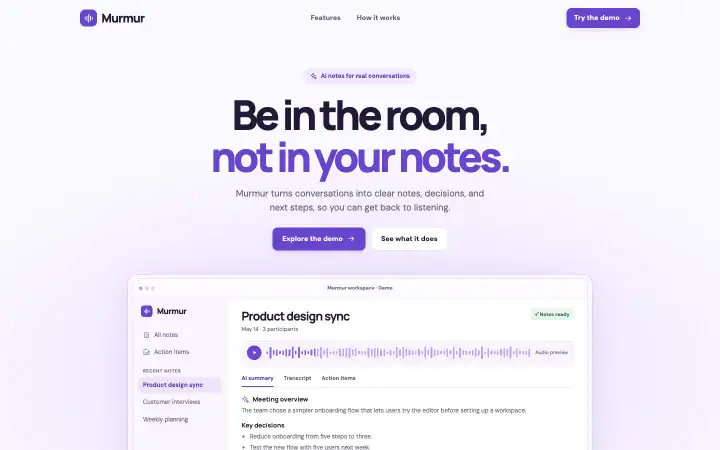 Murmur
Features
How it works
Try the demo →
AI notes for real conversations
Be in the room,
not in your notes.
Murmur turns conversations into clear notes, decisions, and
next steps, so you can get back to listening.
Explore the demo →
See what it does
Murmur workspace · Demo
Murmur
All notes
Action items
RECENT NOTES
Product design sync
Customer interviews
Weekly planning
Product design sync
✓ Notes ready
May 14 · 3 participants
Audio preview
AI summary
Transcript
Action items
Meeting overview
The team chose a simpler onboarding flow that lets users try the editor before setting up a workspace.
Key decisions
Reduce onboarding from five steps to three.
Test the new flow with five users next week.